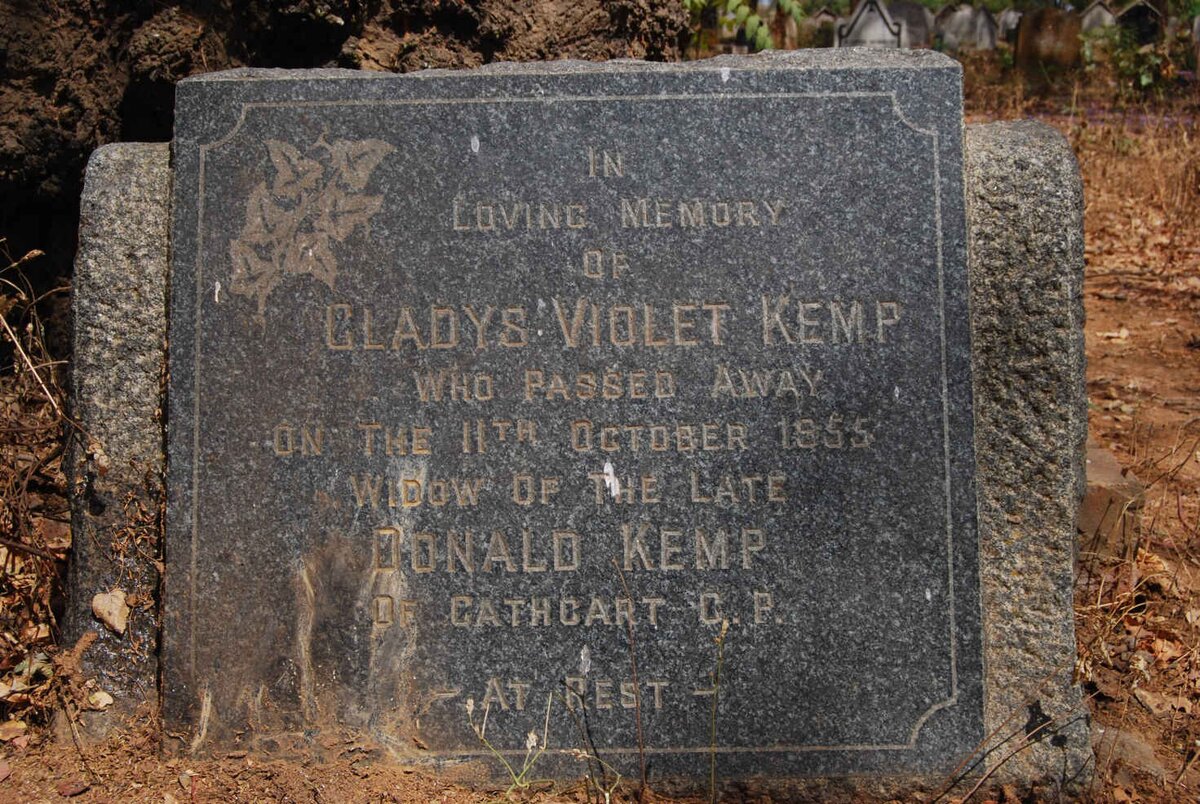 IN
LOVING MEMORY
OF
GLADYS VIOLET KEMP
WHO PASSED AWAY
ON THE 11TH OCTOBER 1955
WIDOW OF THE LATE
DONALD KEMP
OF CATHCART C.P.
- AT REST -